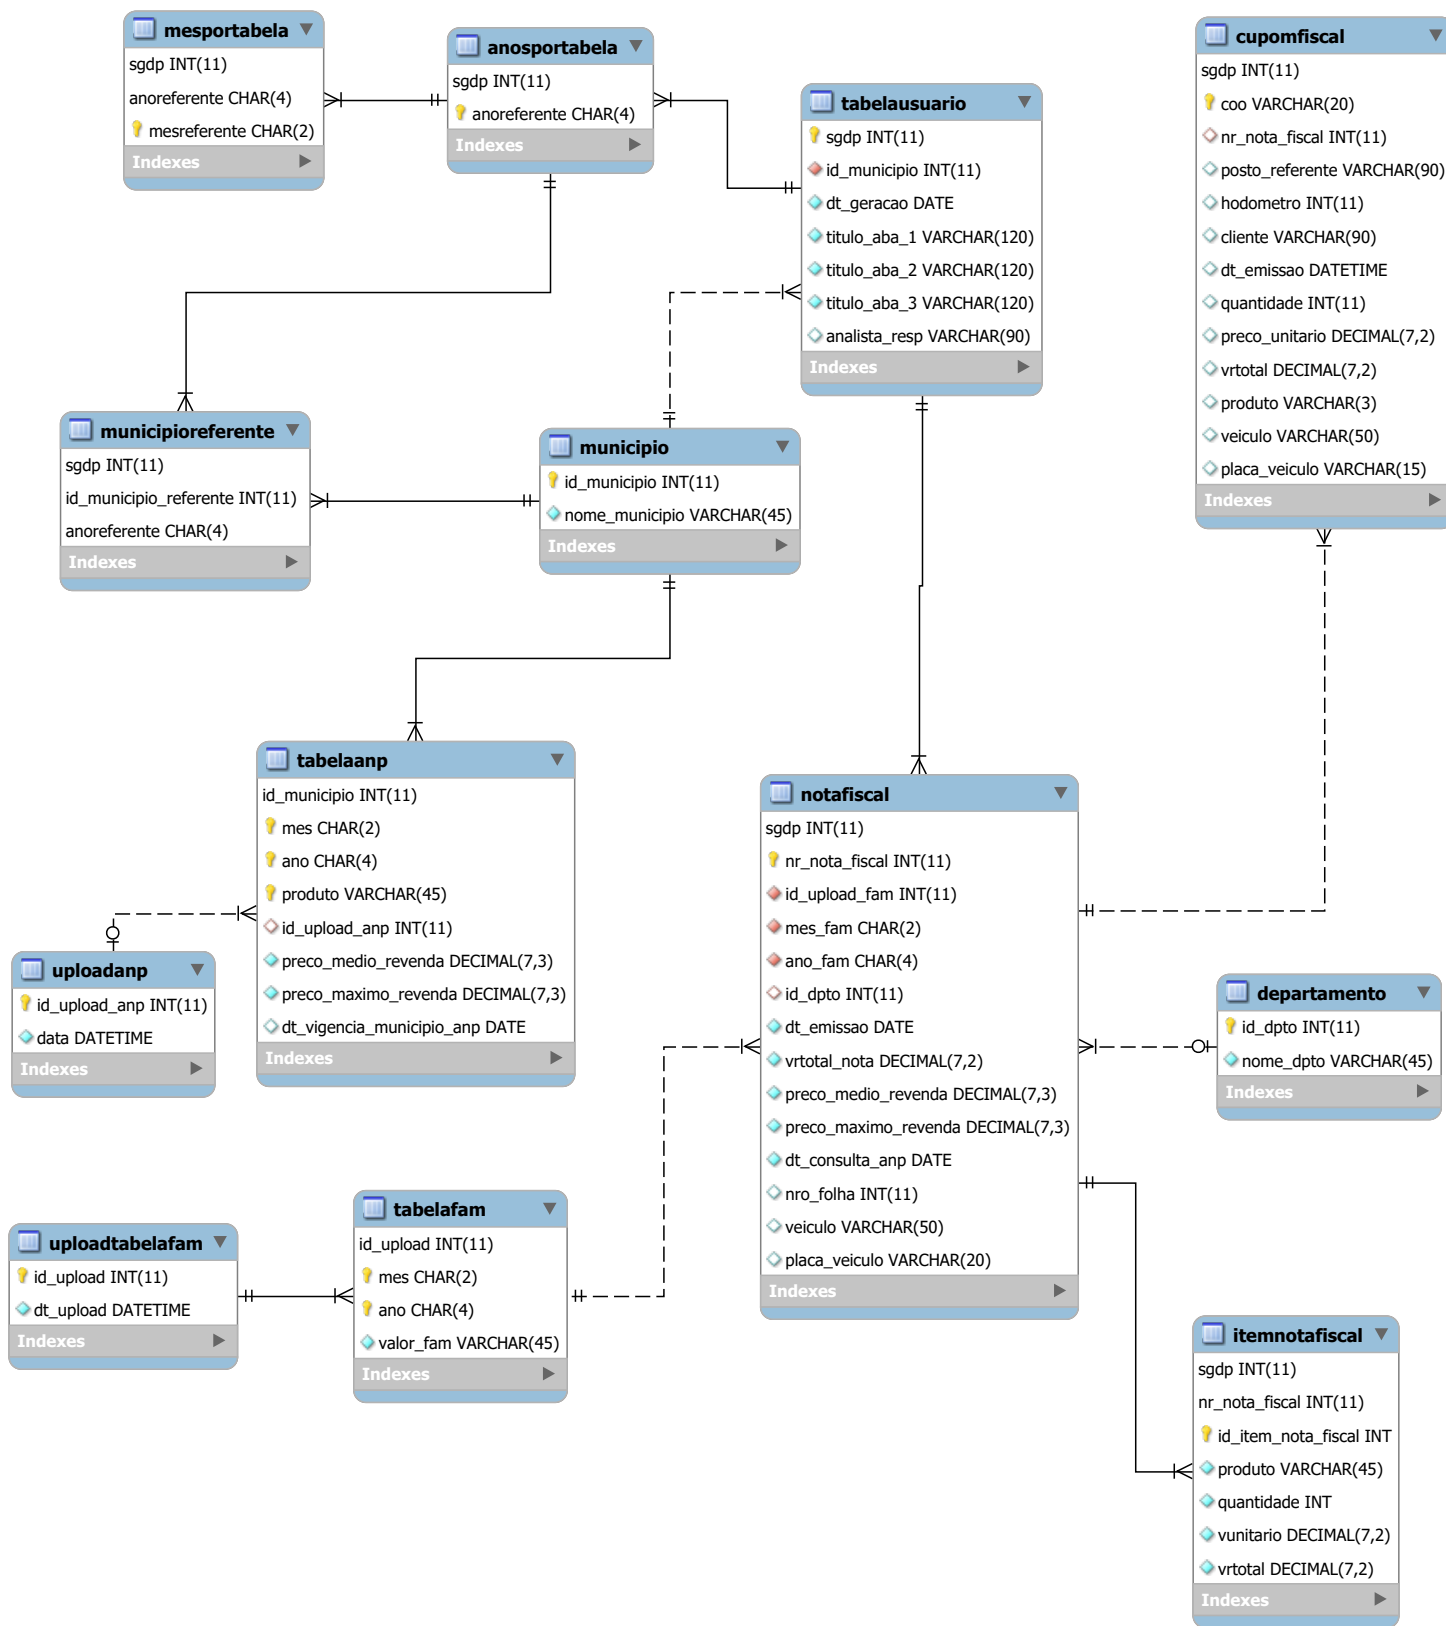 mesportabela
sgdp INT(11)
anoreferente CHAR(4)
mesreferente CHAR(2)
Indexes
anosportabela
sgdp INT(11)
anoreferente CHAR(4)
Indexes
tabelausuario
sgdp INT(11)
id_municipio INT(11)
dt_geracao DATE
titulo_aba_1 VARCHAR(120)
titulo_aba_2 VARCHAR(120)
titulo_aba_3 VARCHAR(120)
analista_resp VARCHAR(90)
Indexes
cupomfiscal
sgdp INT(11)
coo VARCHAR(20)
nr_nota_fiscal INT(11)
posto_referente VARCHAR(90)
hodometro INT(11)
cliente VARCHAR(90)
dt_emissao DATETIME
quantidade INT(11)
preco_unitario DECIMAL(7,2)
vrtotal DECIMAL(7,2)
produto VARCHAR(3)
veiculo VARCHAR(50)
placa_veiculo VARCHAR(15)
Indexes
municipioreferente
sgdp INT(11)
id_municipio_referente INT(11)
anoreferente CHAR(4)
Indexes
municipio
id_municipio INT(11)
nome_municipio VARCHAR(45)
Indexes
tabelaanp
id_municipio INT(11)
mes CHAR(2)
ano CHAR(4)
produto VARCHAR(45)
id_upload_anp INT(11)
preco_medio_revenda DECIMAL(7,3)
preco_maximo_revenda DECIMAL(7,3)
dt_vigencia_municipio_anp DATE
Indexes
uploadanp
id_upload_anp INT(11)
data DATETIME
Indexes
notafiscal
sgdp INT(11)
nr_nota_fiscal INT(11)
id_upload_fam INT(11)
mes_fam CHAR(2)
ano_fam CHAR(4)
id_dpto INT(11)
dt_emissao DATE
vrtotal_nota DECIMAL(7,2)
preco_medio_revenda DECIMAL(7,3)
preco_maximo_revenda DECIMAL(7,3)
dt_consulta_anp DATE
nro_folha INT(11)
veiculo VARCHAR(50)
placa_veiculo VARCHAR(20)
Indexes
departamento
id_dpto INT(11)
nome_dpto VARCHAR(45)
Indexes
uploadtabelafam
id_upload INT(11)
dt_upload DATETIME
Indexes
tabelafam
id_upload INT(11)
mes CHAR(2)
ano CHAR(4)
valor_fam VARCHAR(45)
Indexes
itemnotafiscal
sgdp INT(11)
nr_nota_fiscal INT(11)
id_item_nota_fiscal INT
produto VARCHAR(45)
quantidade INT
vunitario DECIMAL(7,2)
vrtotal DECIMAL(7,2)
Indexes